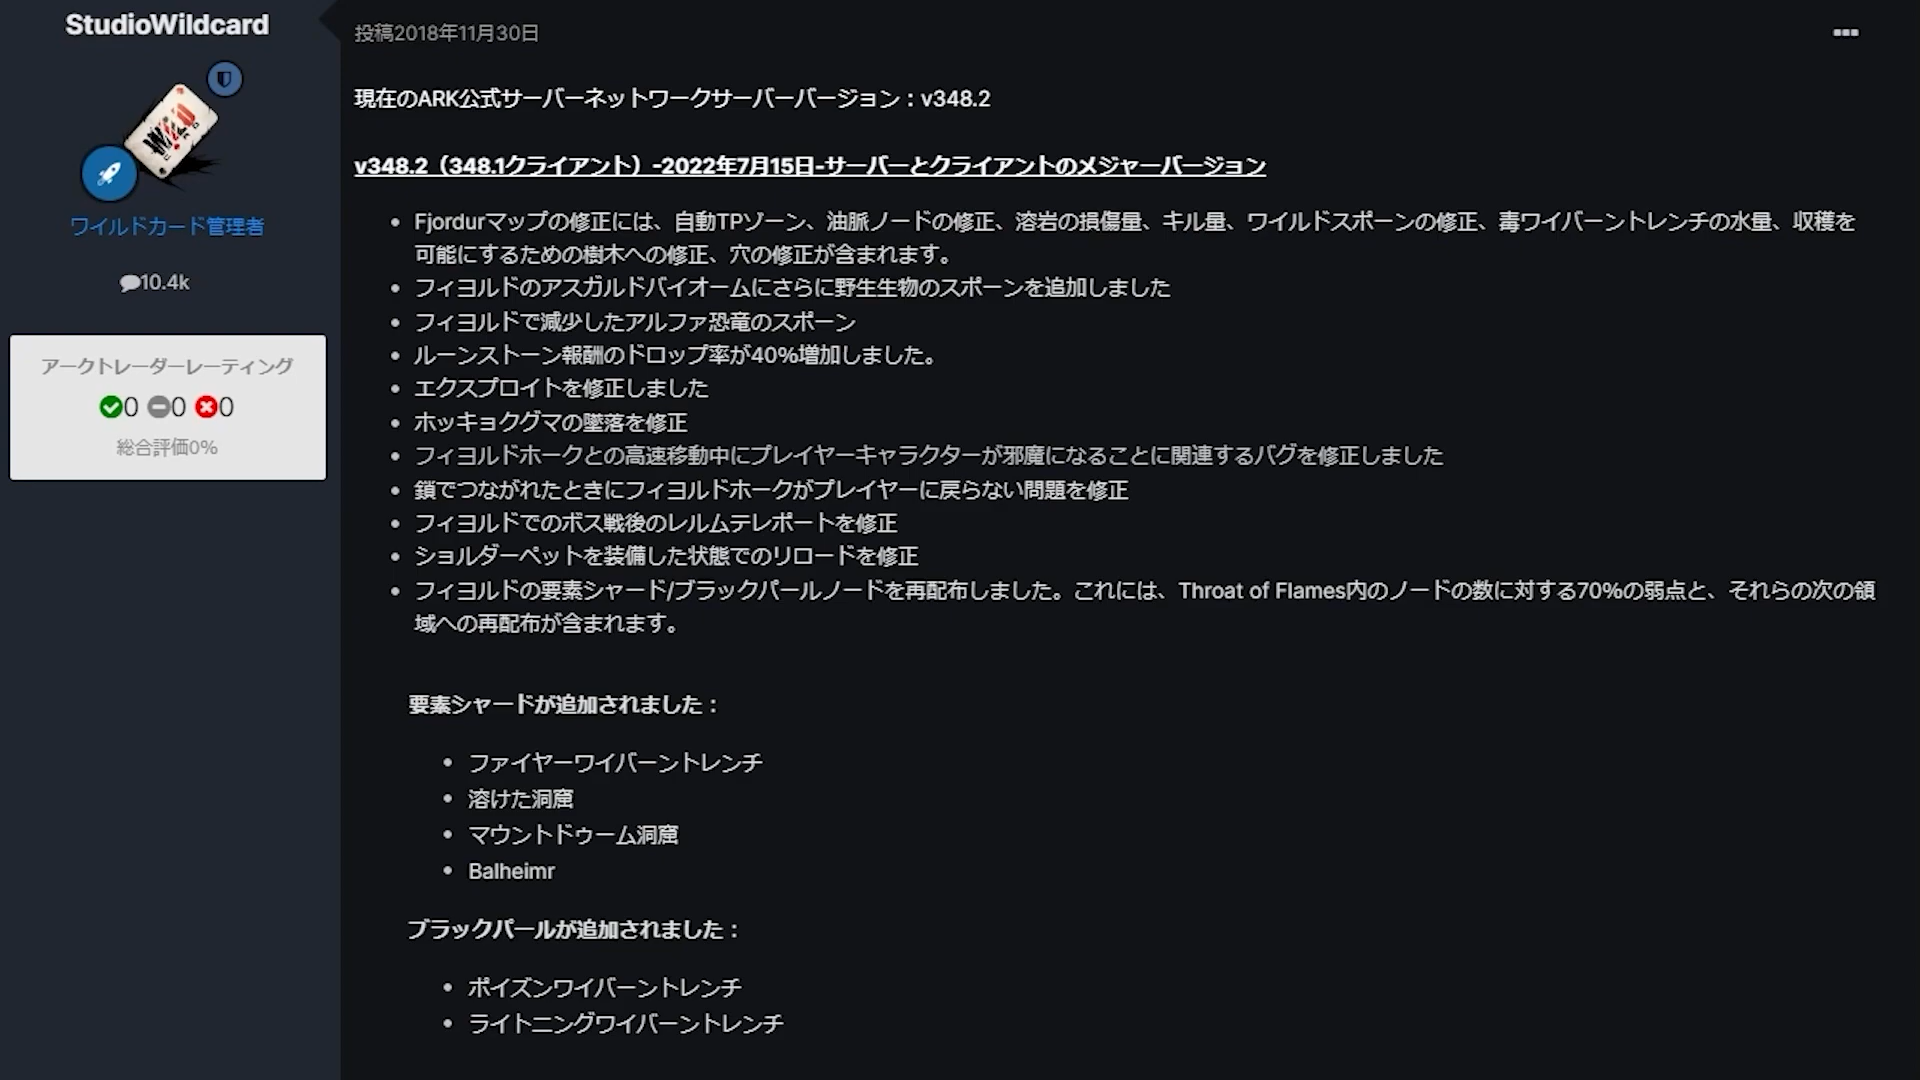 StudioWildcard
ワイルドカード管理者
10.4k
アークトレーダーレーティング
0 0 0
総合評価0%
投稿2018年11月30日
現在のARK公式サーバーネットワークサーバーバージョン：v348.2
v348.2（348.1クライアント）-2022年7月15日-サーバーとクライアントのメジャーバージョン
• Fjordurマップの修正には、自動TPゾーン、油脈ノードの修正、溶岩の損傷量、キル量、ワイルドスポーンの修正、毒ワイバーントレンチの水量、収穫を
可能にするための樹木への修正、穴の修正が含まれます。
• フィヨルドのアスガルドバイオームにさらに野生生物のスポーンを追加しました
• フィヨルドで減少したアルファ恐竜のスポーン
• ルーンストーン報酬のドロップ率が40%増加しました。
• エクスプロイトを修正しました
• ホッキョクグマの墜落を修正
• フィヨルドホークとの高速移動中にプレイヤーキャラクターが邪魔になることに関連するバグを修正しました
• 鎖でつながれたときにフィヨルドホークがプレイヤーに戻らない問題を修正
• フィヨルドでのボス戦後のレルムテレポートを修正
• ショルダーペットを装備した状態でのリロードを修正
• フィヨルドの要素シャード/ブラックパールノードを再配布しました。これには、Throat of Flames内のノードの数に対する70%の弱点と、それらの次の領
域への再配布が含まれます。
要素シャードが追加されました：
• ファイヤーワイバーントレンチ
• 溶けた洞窟
• マウントドゥーム洞窟
• Balheimr
ブラックパールが追加されました：
• ポイズンワイバーントレンチ
• ライトニングワイバーントレンチ